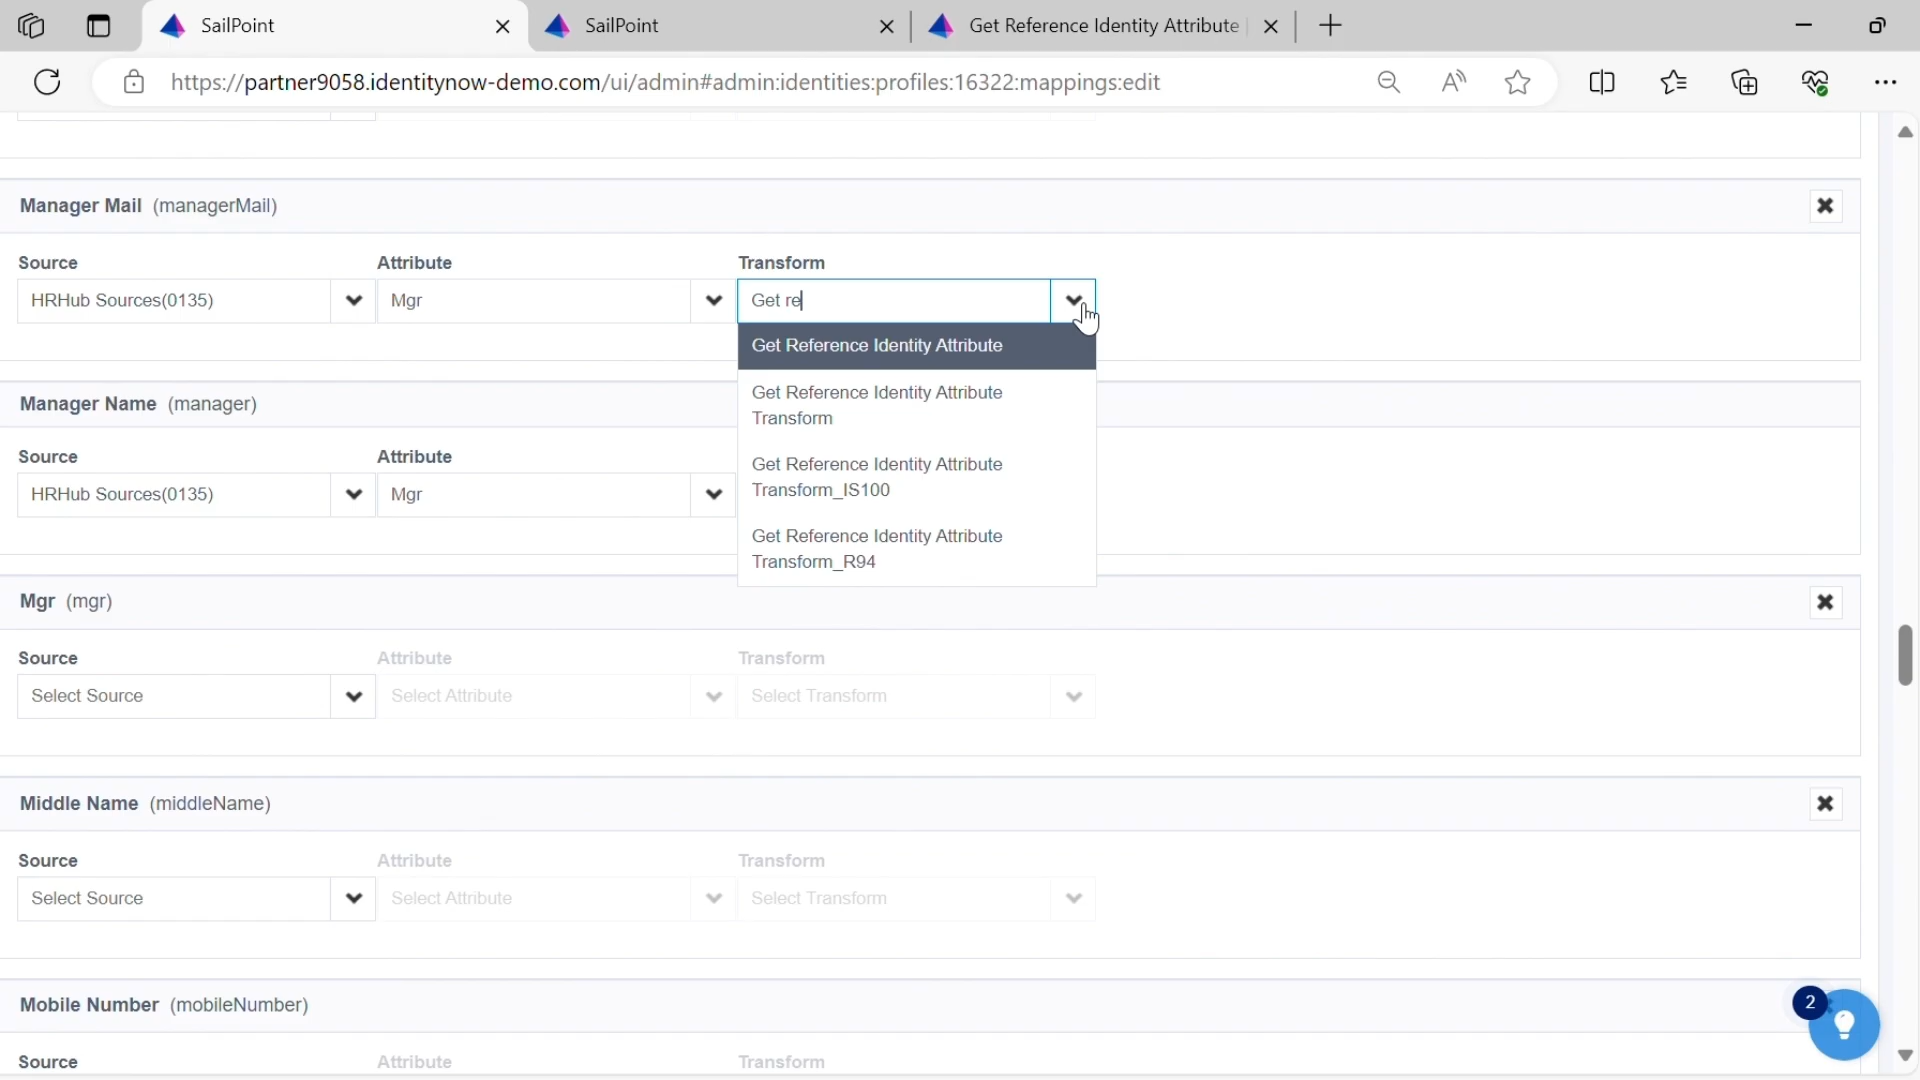 SailPoint
SailPoint
Get Reference Identity Attribute
https://partner9058.identitynow-demo.com/ui/admin#admin:identities:profiles:16322:mappings:edit
Manager Mail (managerMail)
Source Attribute Transform
HRHub Sources(0135) Mgr Get re
Get Reference Identity Attribute
Get Reference Identity Attribute
Transform
Get Reference Identity Attribute
Transform_IS100
Get Reference Identity Attribute
Transform_R94
Manager Name (manager)
Source Attribute
HRHub Sources(0135) Mgr
Mgr (mgr)
Source Attribute Transform
Select Source Select Attribute Select Transform
Middle Name (middleName)
Source Attribute Transform
Select Source Select Attribute Select Transform
Mobile Number (mobileNumber)
2
Source Attribute Transform